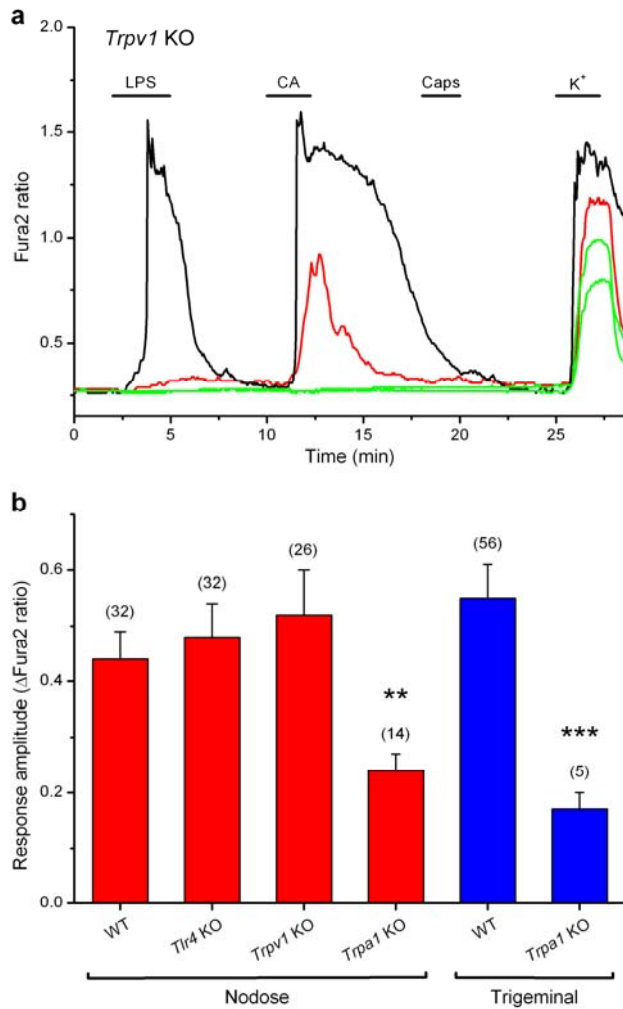 a
Trpv1 KO
LPS CA Caps K+
2.0
1.5
1.0
0.5
Fura2 ratio
0 5 10 15 20 25
Time (min)
b
0.6
0.4
0.2
0.0
Response amplitude (ΔFura2 ratio)
(32) (32) (26) ** (14) (56) *** (5)
WT Tlr4 KO Trpv1 KO Trpa1 KO WT Trpa1 KO
Nodose Trigeminal